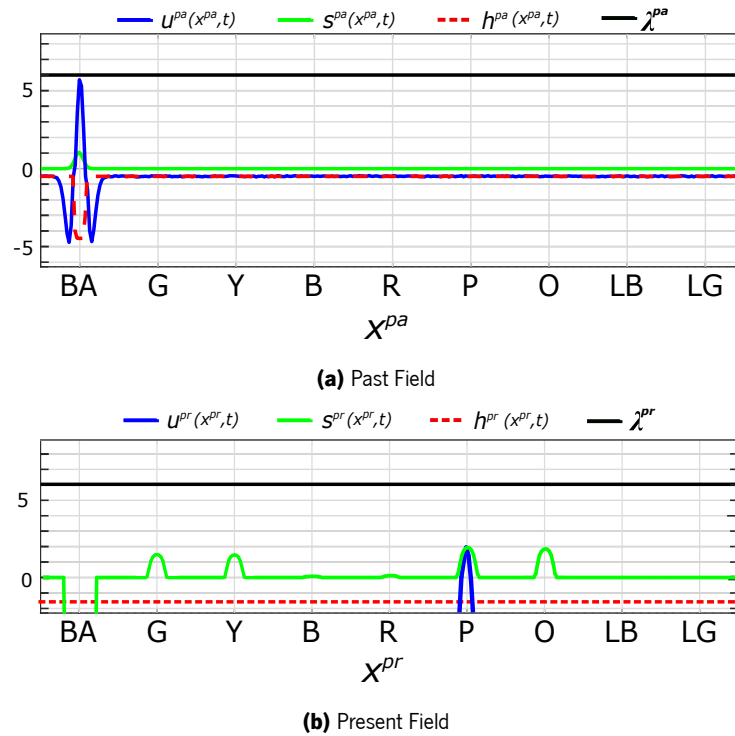 u^pa(x^pa,t) s^pa(x^pa,t) h^pa(x^pa,t) λ^pa
5
0
-5
BA G Y B R P O LB LG
x^pa
(a) Past Field
u^pr(x^pr,t) s^pr(x^pr,t) h^pr(x^pr,t) λ^pr
5
0
BA G Y B R P O LB LG
x^pr
(b) Present Field